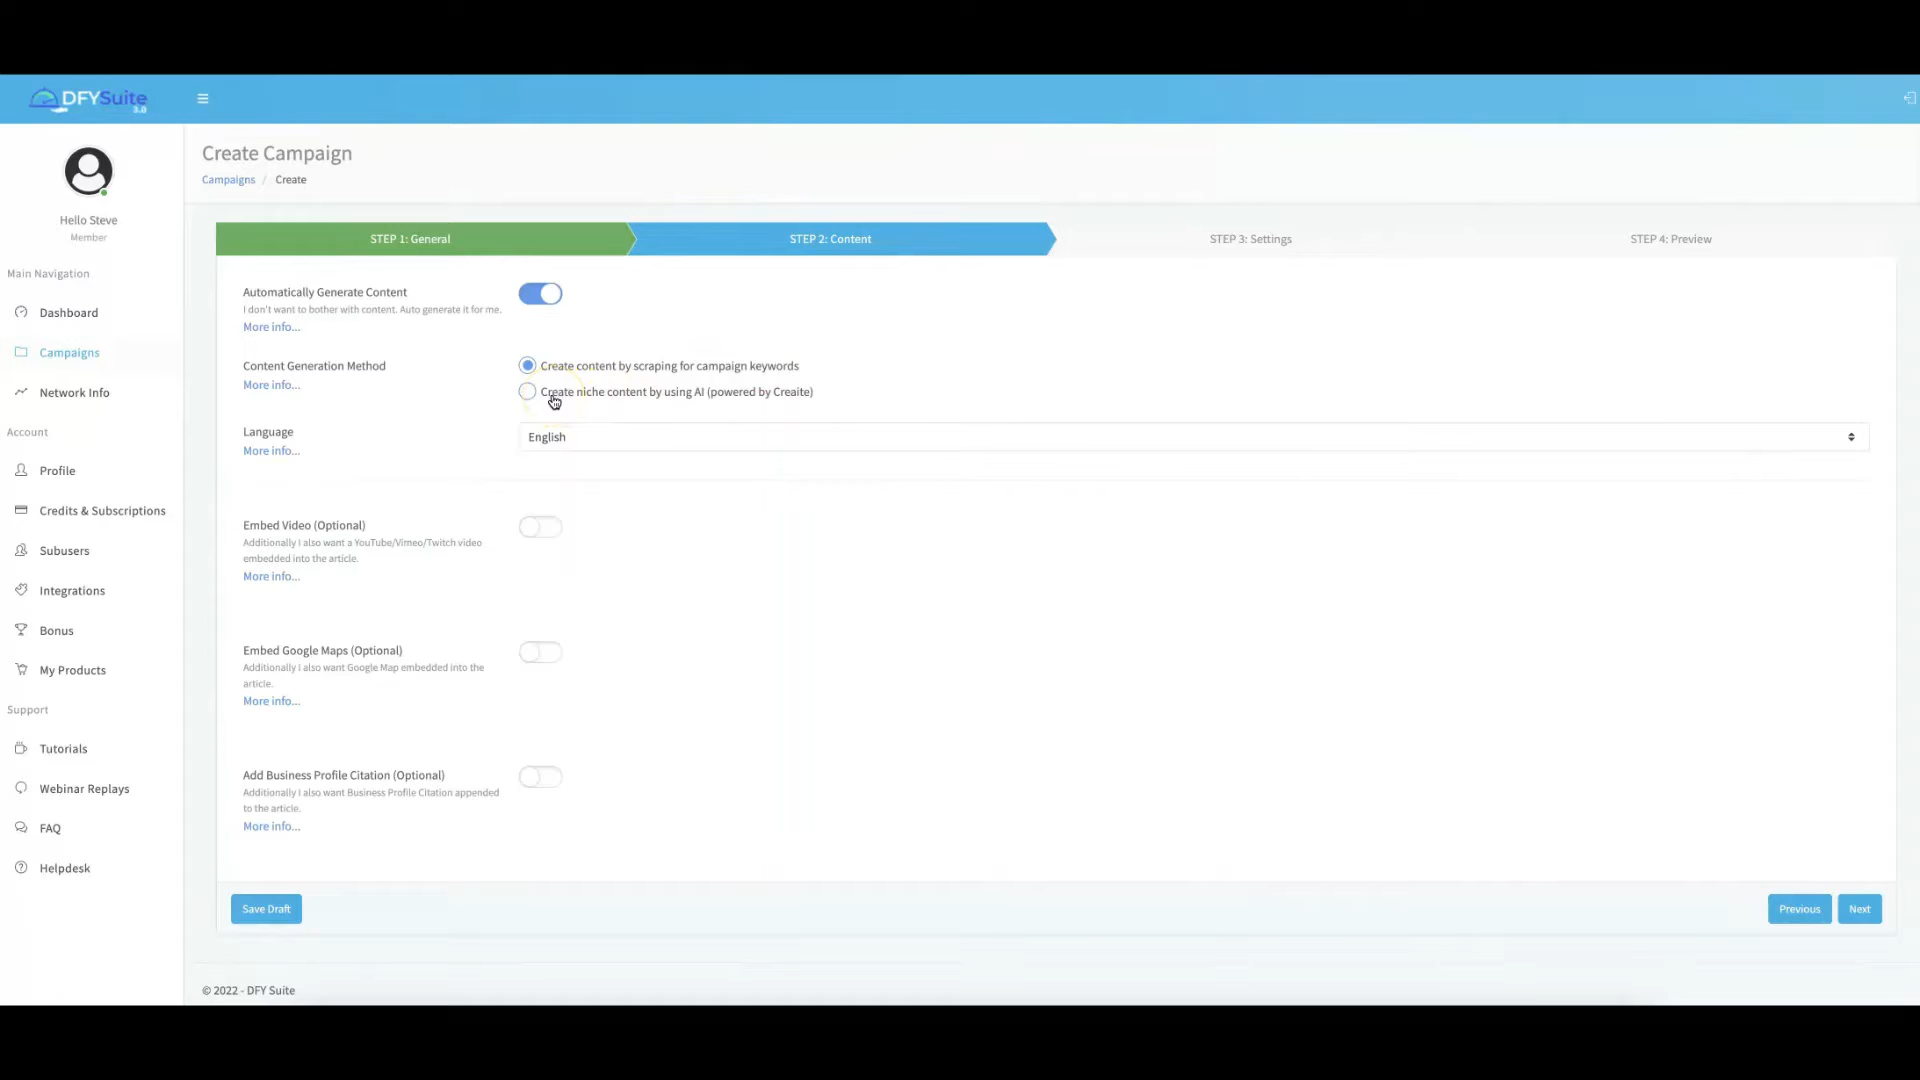 DFYSuite
3.0
Hello Steve
Member
Main Navigation
Dashboard
Campaigns
Network Info
Account
Profile
Credits & Subscriptions
Subusers
Integrations
Bonus
My Products
Support
Tutorials
Webinar Replays
FAQ
Helpdesk
Create Campaign
Campaigns / Create
STEP 1: General
STEP 2: Content
STEP 3: Settings
STEP 4: Preview
Automatically Generate Content
I don't want to bother with content. Auto generate it for me.
More info...
Content Generation Method
More info...
Create content by scraping for campaign keywords
Create niche content by using AI (powered by Creaite)
Language
More info...
English
Embed Video (Optional)
Additionally I also want a YouTube/Vimeo/Twitch video
embedded into the article.
More info...
Embed Google Maps (Optional)
Additionally I also want Google Map embedded into the
article.
More info...
Add Business Profile Citation (Optional)
Additionally I also want Business Profile Citation appended
to the article.
More info...
Save Draft
Previous
Next
© 2022 - DFY Suite